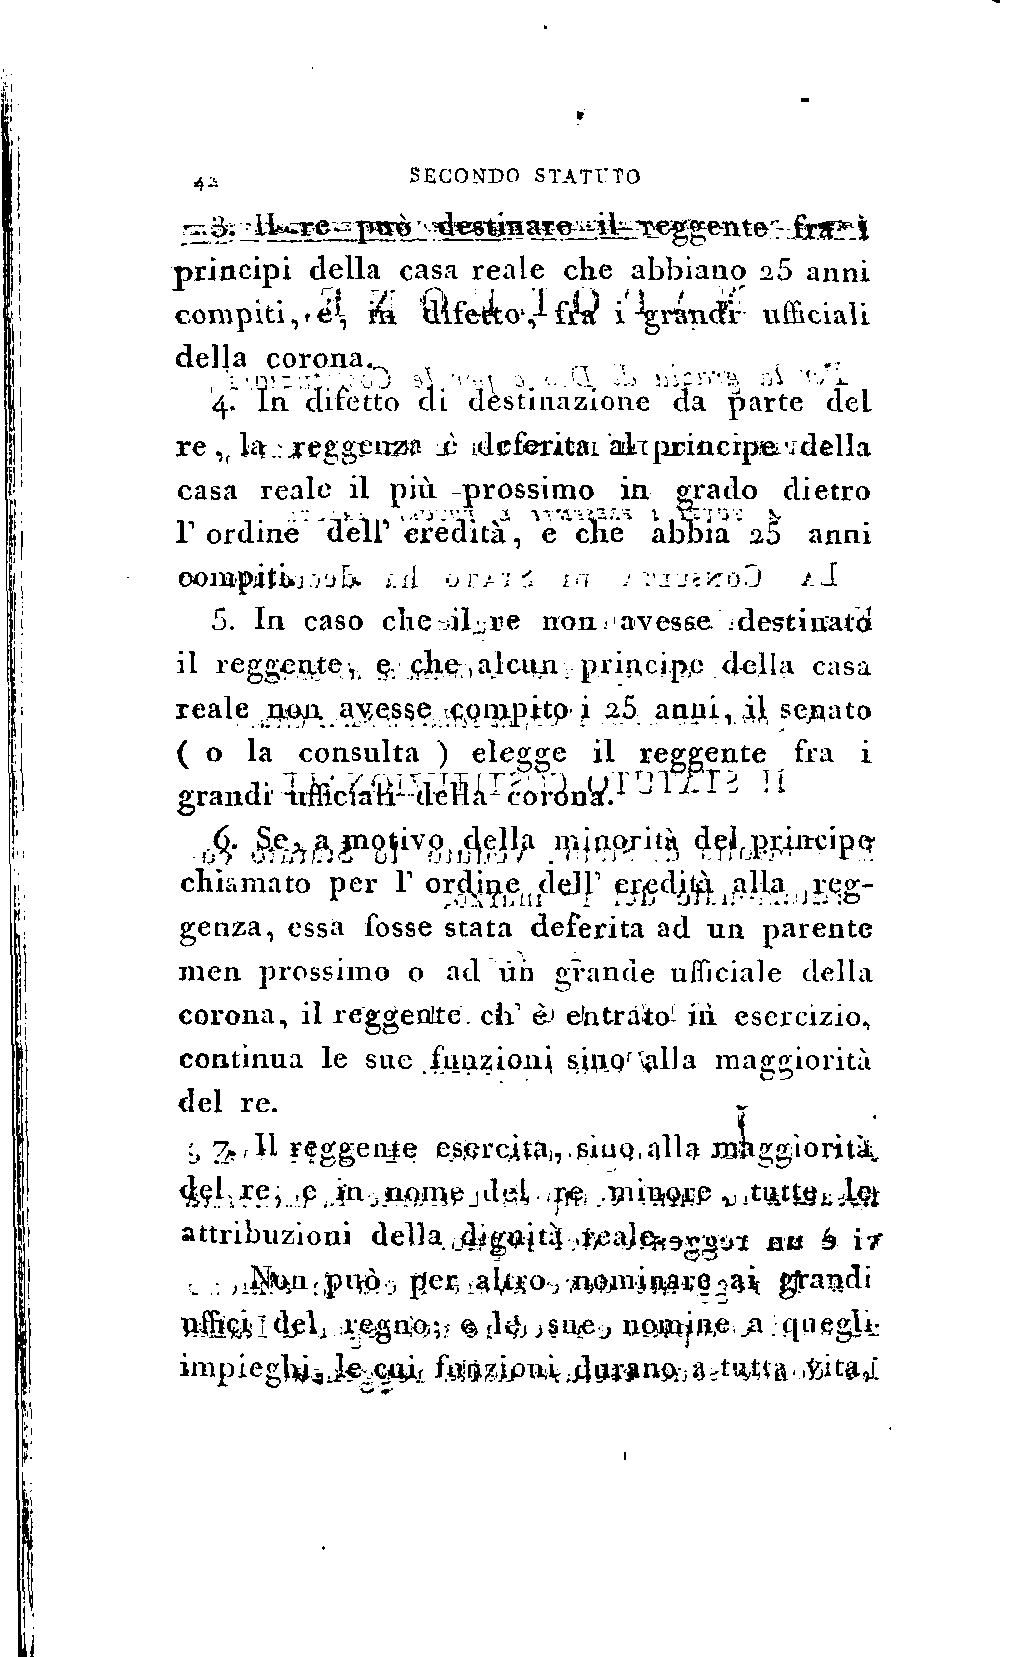 42 SECONDO STATUTO
3. Il re può destinare il reggente fra i
principi della casa reale che abbiano 25 anni
compiti, e, in difetto, fra i grandi ufficiali
della corona.
4. In difetto di destinazione da parte del
re, la reggenza è deferita al principe della
casa reale il più prossimo in grado dietro
l' ordine dell' eredità, e che abbia 25 anni
compiti.
5. In caso che il re non avesse destinato
il reggente, e che alcun principe della casa
reale non avesse compito i 25 anni, il senato
( o la consulta ) elegge il reggente fra i
grandi ufficiali della corona.
6. Se, a motivo della minorità del principe
chiamato per l' ordine dell' eredità alla reg-
genza, essa fosse stata deferita ad un parente
men prossimo o ad un grande ufficiale della
corona, il reggente ch' è entrato in esercizio,
continua le sue funzioni sino alla maggiorità
del re.
7. Il reggente esercita, sino alla maggiorità
del re, e in nome del re minore, tutte le
attribuzioni della dignità reale.
Non può, per altro, nominare ai grandi
uffici del regno; e le sue nomine a quegli
impieghi, le cui funzioni durano a tutta vita,